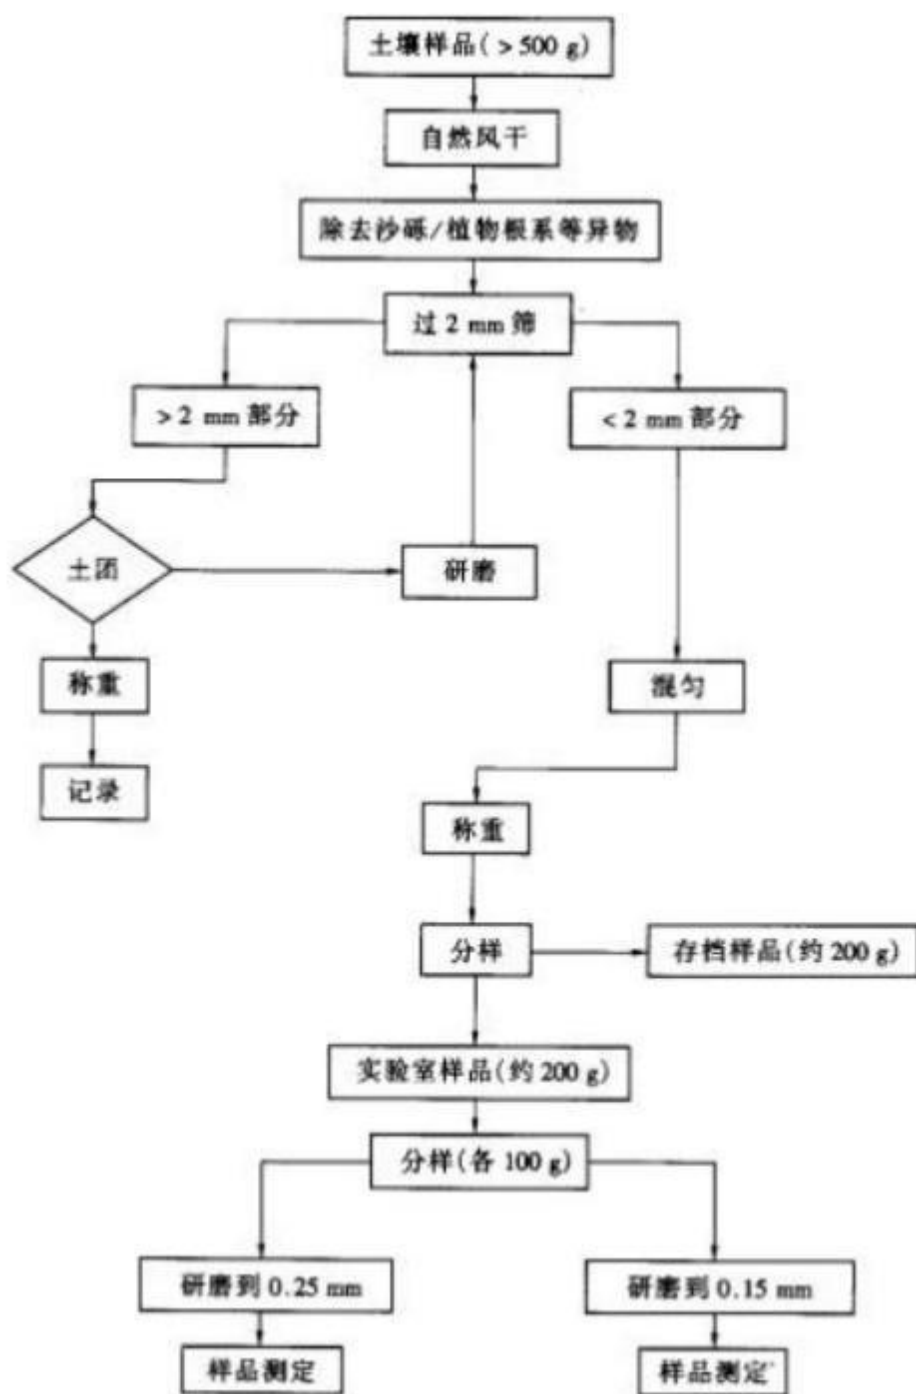 土壤样品(>500 g)
自然风干
除去沙砾/植物根系等异物
过 2 mm 筛
>2 mm 部分
<2 mm 部分
土团
研磨
称重
混匀
记录
称重
分样
存档样品(约 200 g)
实验室样品(约 200 g)
分样(各 100 g)
研磨到 0.25 mm
研磨到 0.15 mm
样品测定
样品测定